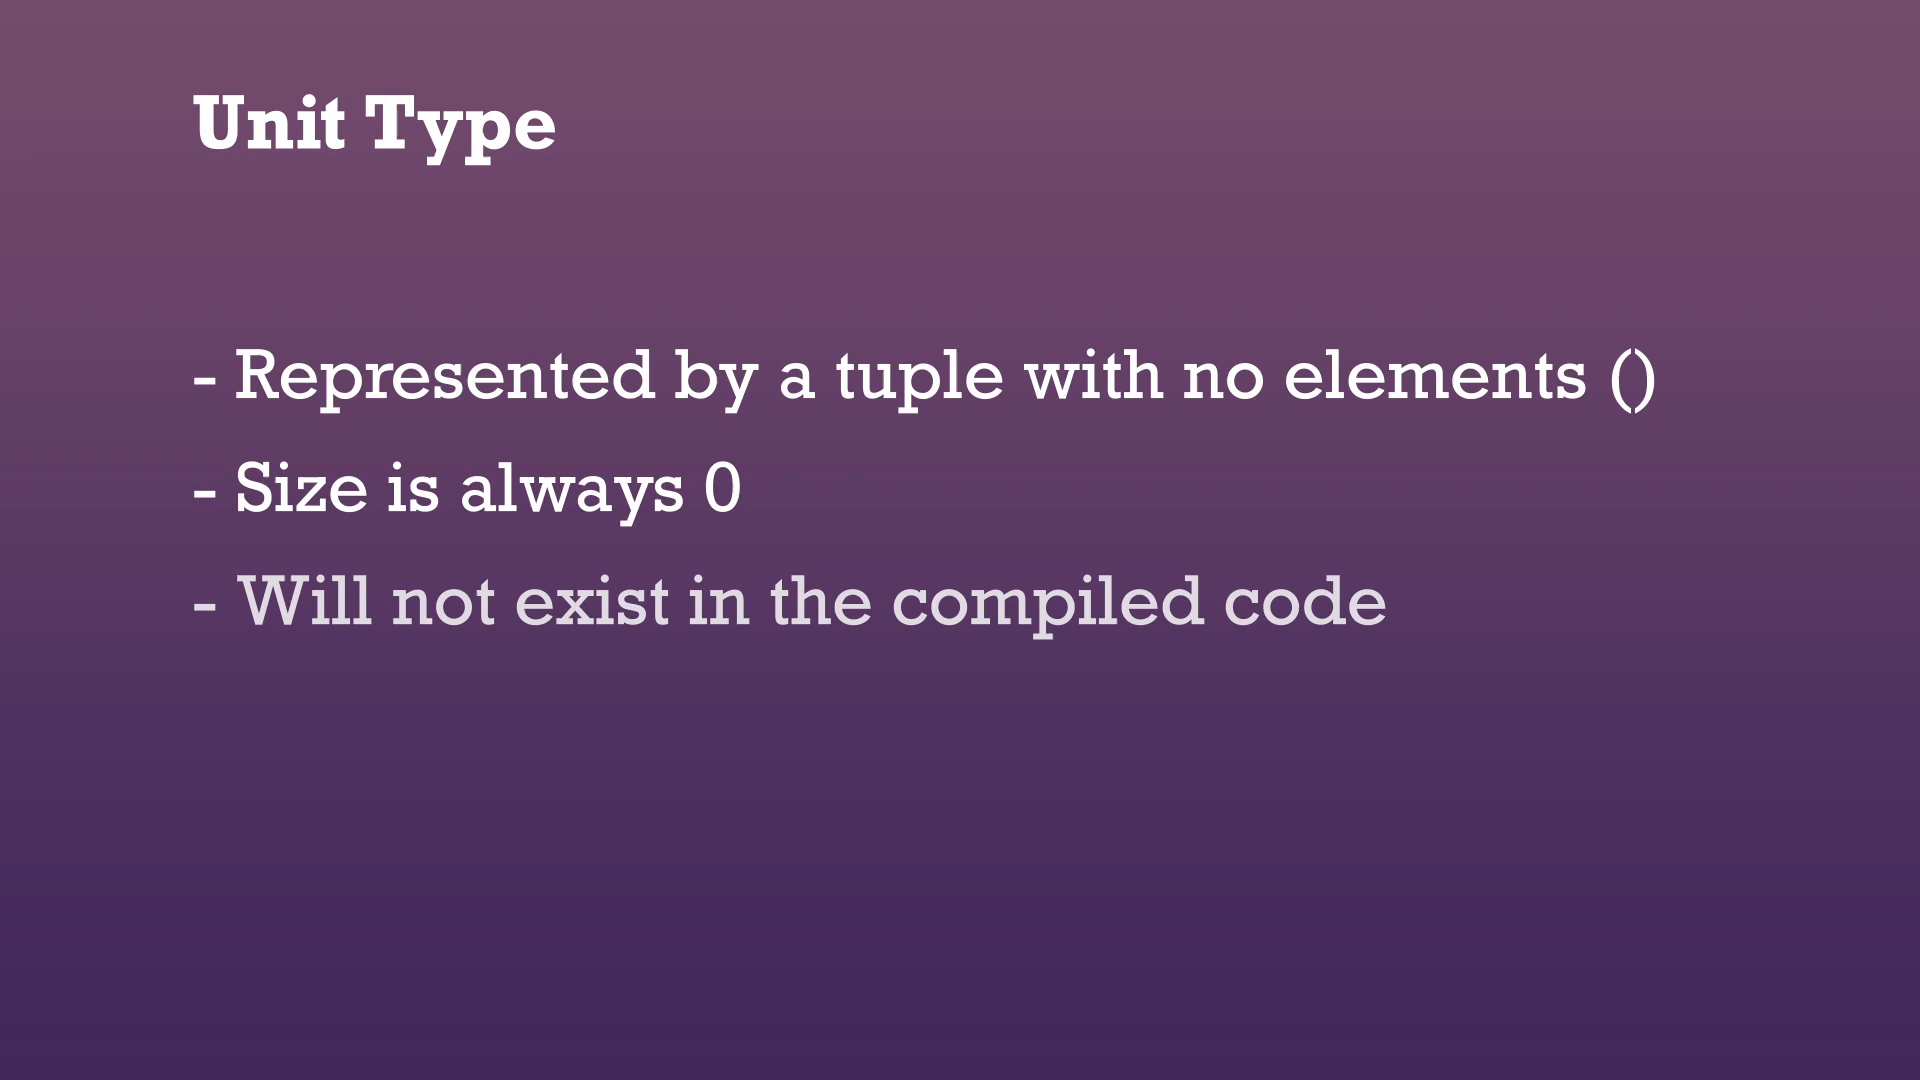 Unit Type
- Represented by a tuple with no elements ()
- Size is always 0
- Will not exist in the compiled code